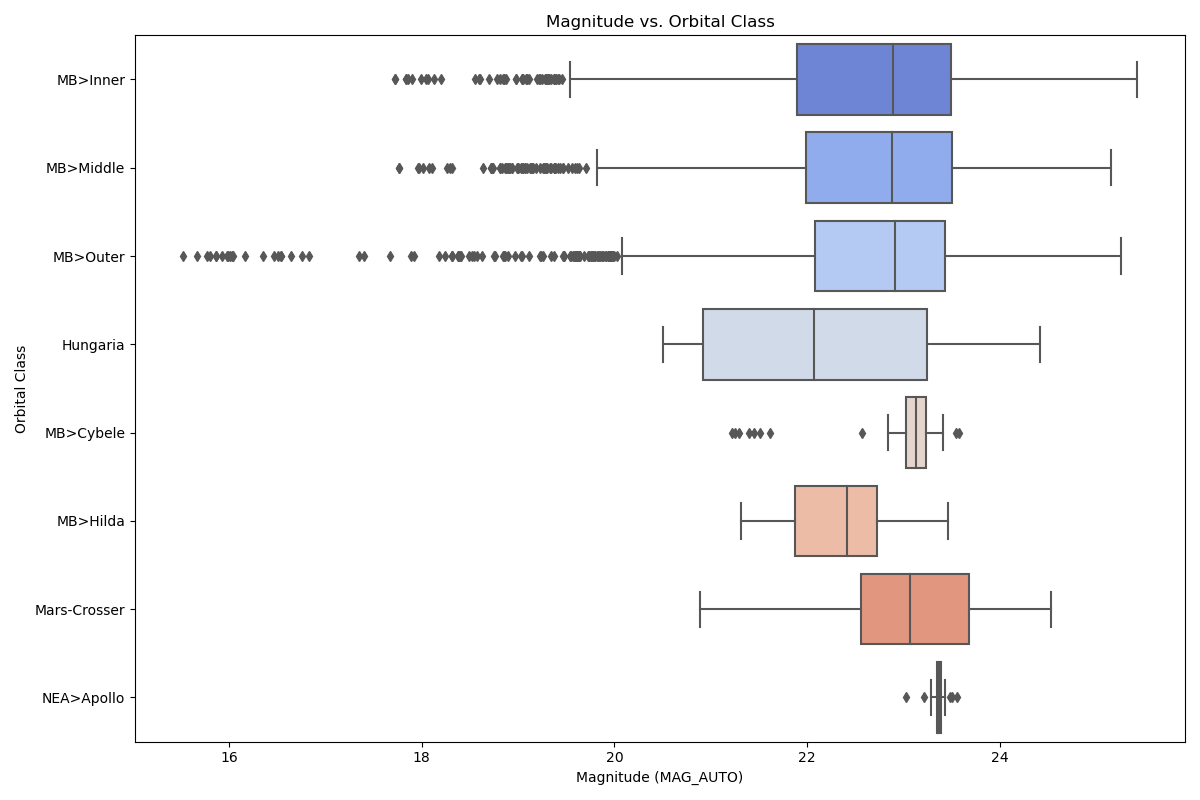 Magnitude vs. Orbital Class
MB>Inner
MB>Middle
MB>Outer
Hungaria
MB>Cybele
MB>Hilda
Mars-Crosser
NEA>Apollo
Orbital Class
16 18 20 22 24
Magnitude (MAG_AUTO)